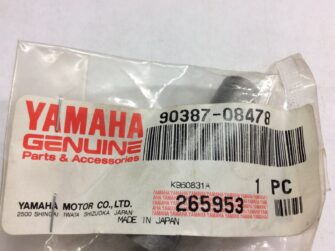 YAMAHA
GENUINE
Parts & Accessories
90387-08478
K960831A
1 PC
YAMAHA MOTOR CO., LTD.
2500 SHINGAI IWATA SHIZUOKA JAPAN
265953
MADE IN JAPAN